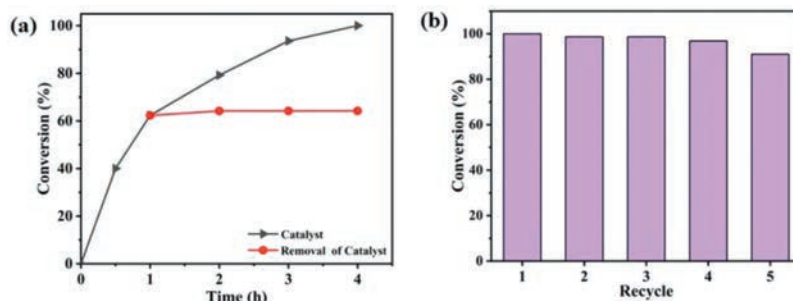 (a)
100
80
60
40
20
0
Conversion (%)
0 1 2 3 4
Time (h)
Catalyst
Removal of Catalyst
(b)
100
80
60
40
20
0
Conversion (%)
1 2 3 4 5
Recycle